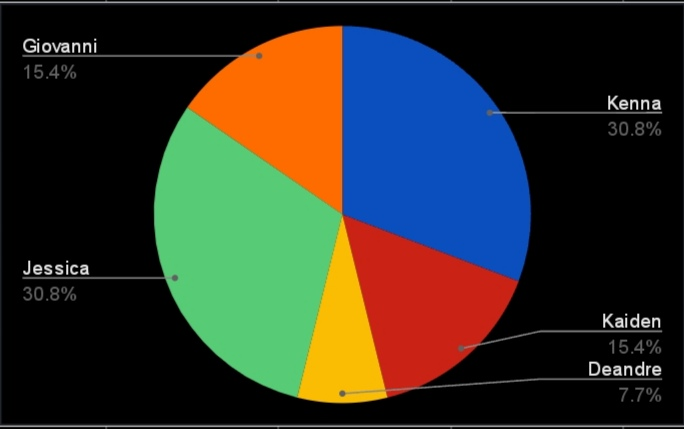 Giovanni
15.4%
Kenna
30.8%
Jessica
30.8%
Kaiden
15.4%
Deandre
7.7%